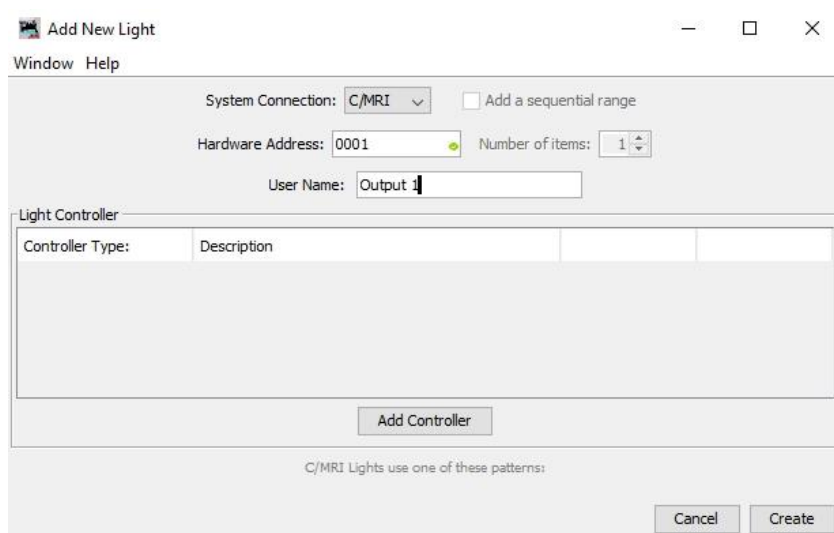 Add New Light
Window Help
System Connection: C/MRI Add a sequential range
Hardware Address: 0001 Number of items: 1
User Name: Output 1
Light Controller
Controller Type: Description
Add Controller
C/MRI Lights use one of these patterns:
Cancel Create